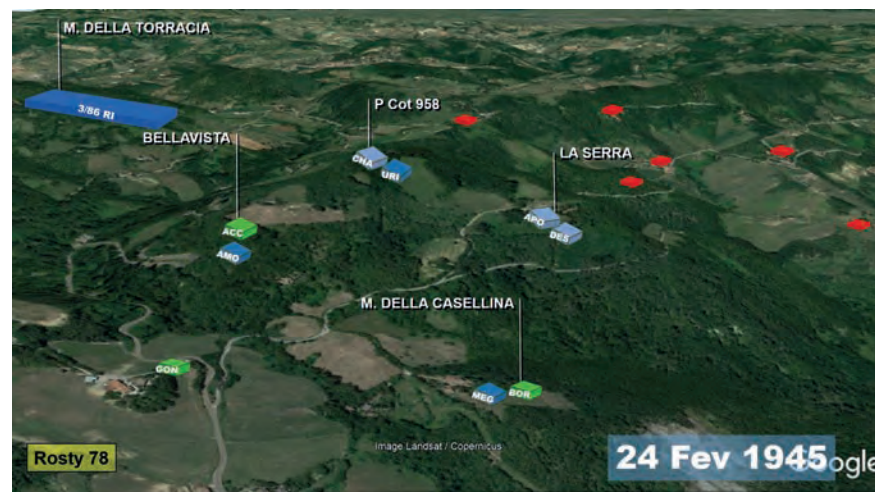 M. DELLA TORRACIA
3/86 RI
P Cot 958
BELLAVISTA
CHA
URI
LA SERRA
ACC
AMO
APO
DES
M. DELLA CASELLINA
GON
MEG
BOR
Image Landsat / Copernicus
Rosty 78
24 Fev 1945
Google